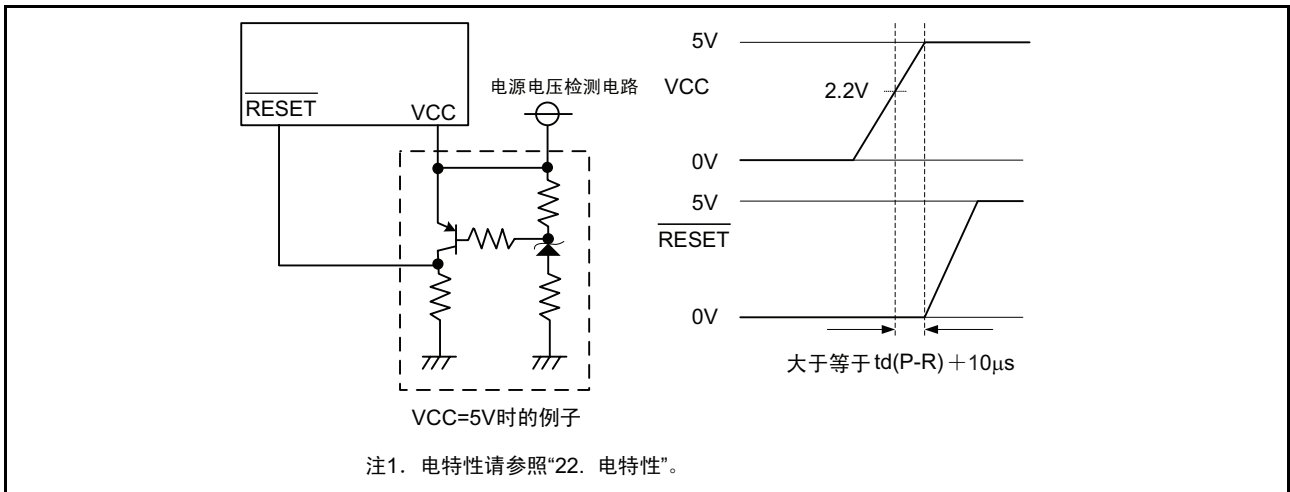 RESET
VCC
电源电压检测电路
VCC=5V时的例子
5V
VCC
2.2V
0V
5V
RESET
0V
大于等于td(P-R)+10μs
注1. 电特性请参照“22. 电特性”。